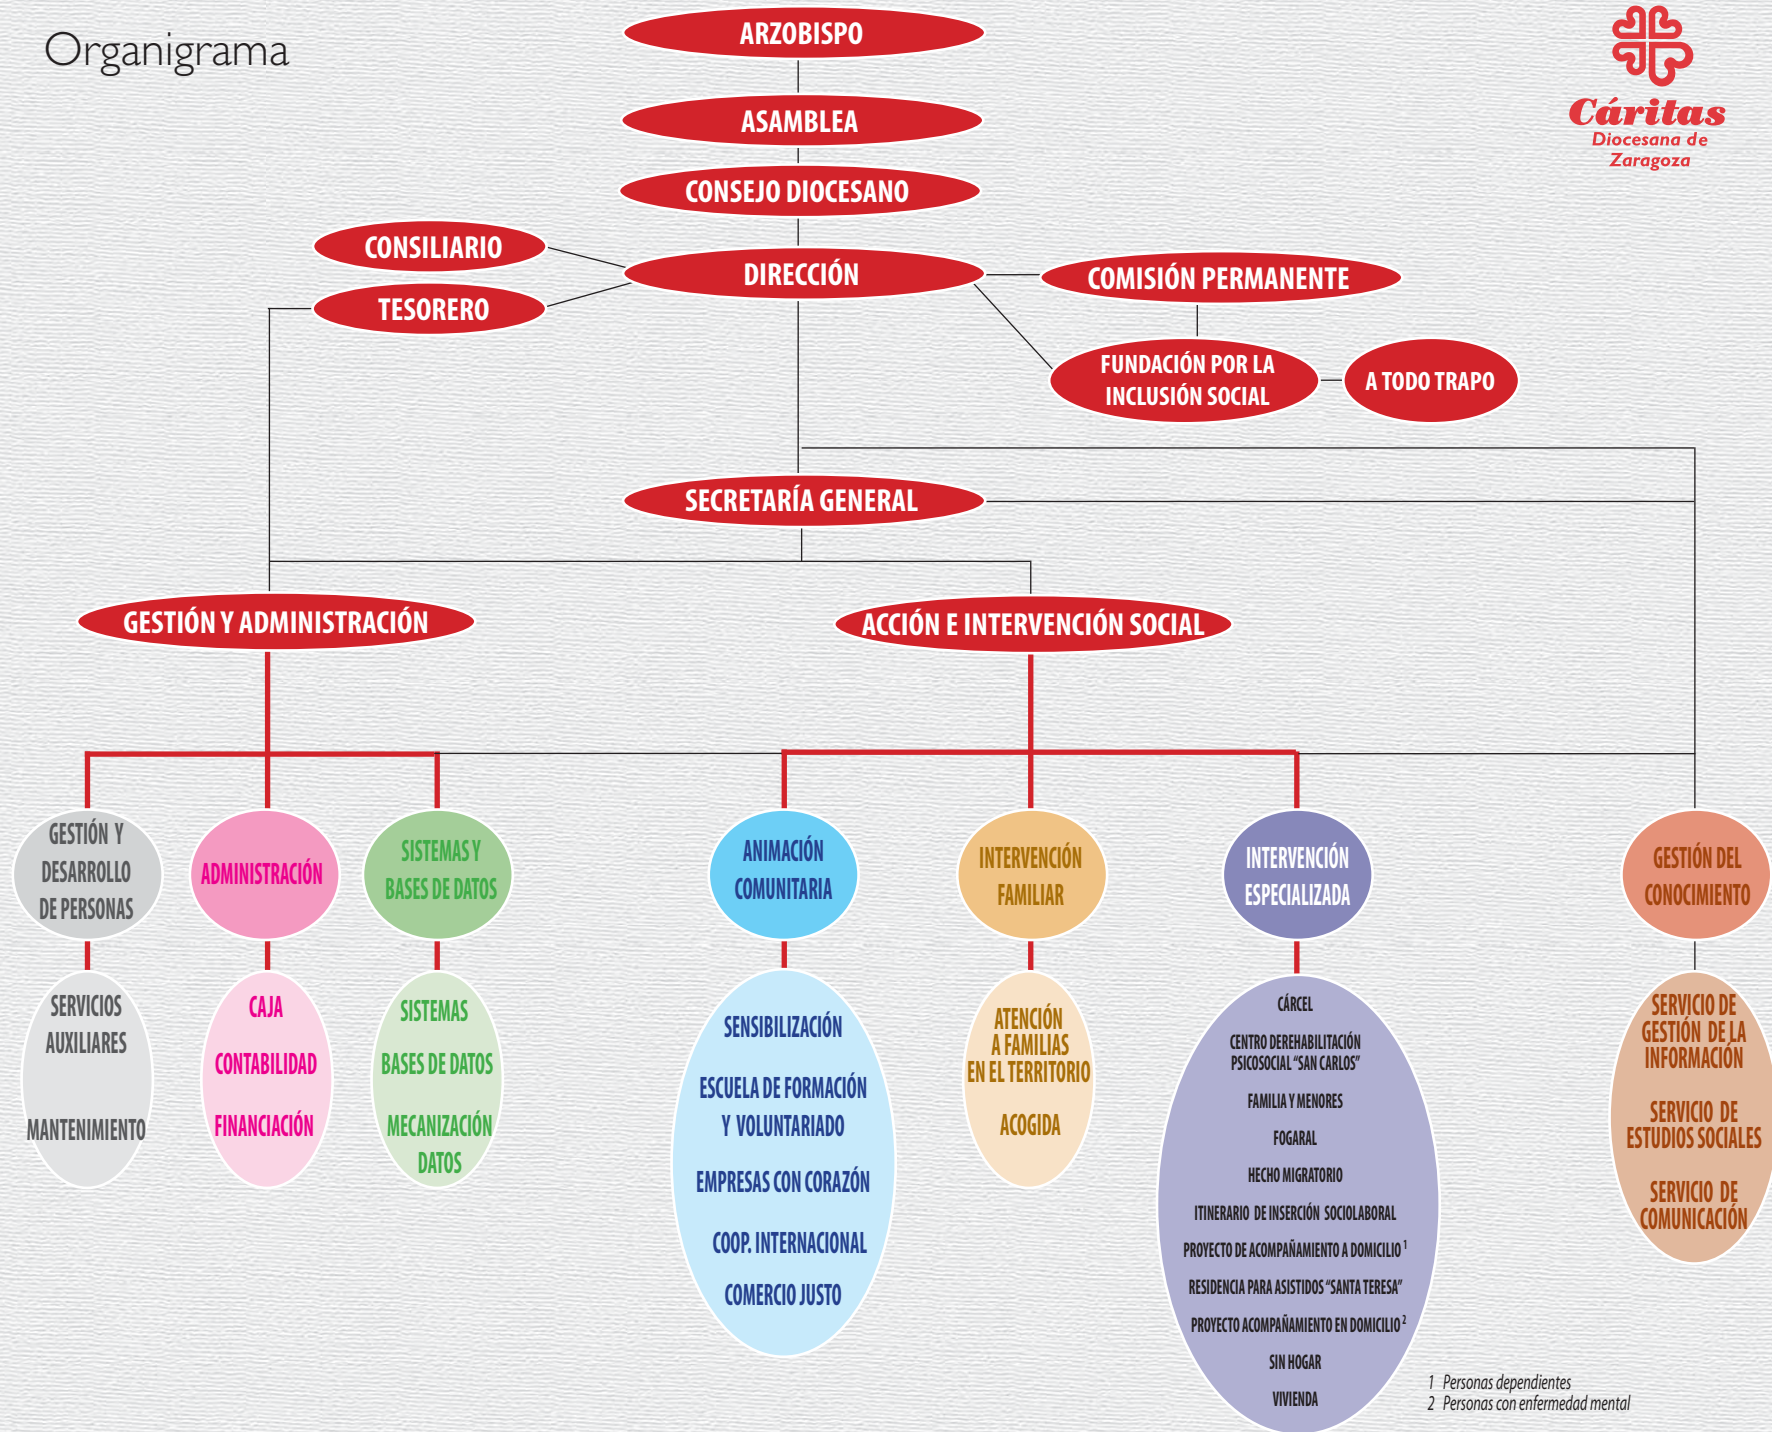 Organigrama
ARZOBISPO
Cáritas
Diocesana de
Zaragoza
ASAMBLEA
CONSEJO DIOCESANO
CONSILIARIO
DIRECCIÓN
COMISIÓN PERMANENTE
TESORERO
FUNDACIÓN POR LA
INCLUSIÓN SOCIAL
A TODO TRAPO
SECRETARÍA GENERAL
GESTIÓN Y ADMINISTRACIÓN
ACCIÓN E INTERVENCIÓN SOCIAL
GESTIÓN Y
DESARROLLO
DE PERSONAS
ADMINISTRACIÓN
SISTEMAS Y
BASES DE DATOS
ANIMACIÓN
COMUNITARIA
INTERVENCIÓN
FAMILIAR
INTERVENCIÓN
ESPECIALIZADA
GESTIÓN DEL
CONOCIMIENTO
SERVICIOS
AUXILIARES
MANTENIMIENTO
CAJA
CONTABILIDAD
FINANCIACIÓN
SISTEMAS
BASES DE DATOS
MECANIZACIÓN
DATOS
SENSIBILIZACIÓN
ESCUELA DE FORMACIÓN
Y VOLUNTARIADO
EMPRESAS CON CORAZÓN
COOP. INTERNACIONAL
COMERCIO JUSTO
ATENCIÓN
A FAMILIAS
EN EL TERRITORIO
ACOGIDA
CÁRCEL
CENTRO DEREHABILITACIÓN
PSICOSOCIAL “SAN CARLOS”
FAMILIA Y MENORES
FOGARAL
HECHO MIGRATORIO
ITINERARIO DE INSERCIÓN SOCIOLABORAL
PROYECTO DE ACOMPAÑAMIENTO A DOMICILIO 1
RESIDENCIA PARA ASISTIDOS “SANTA TERESA”
PROYECTO ACOMPAÑAMIENTO EN DOMICILIO 2
SIN HOGAR
VIVIENDA
SERVICIO DE
GESTIÓN DE LA
INFORMACIÓN
SERVICIO DE
ESTUDIOS SOCIALES
SERVICIO DE
COMUNICACIÓN
1 Personas dependientes
2 Personas con enfermedad mental